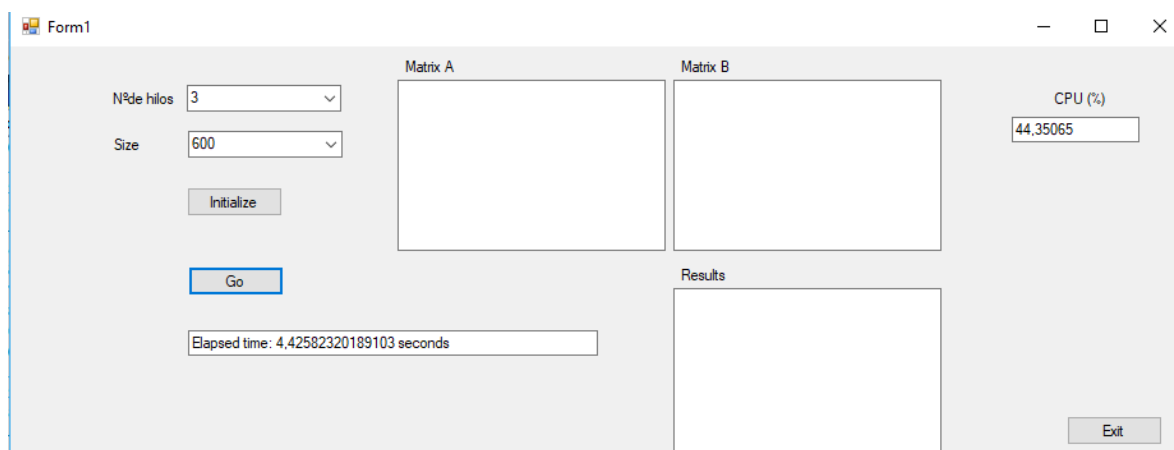 Form1
Matrix A
Matrix B
Nºde hilos 3
CPU (%)
44,35065
Size 600
Initialize
Go
Results
Elapsed time: 4,42582320189103 seconds
Exit